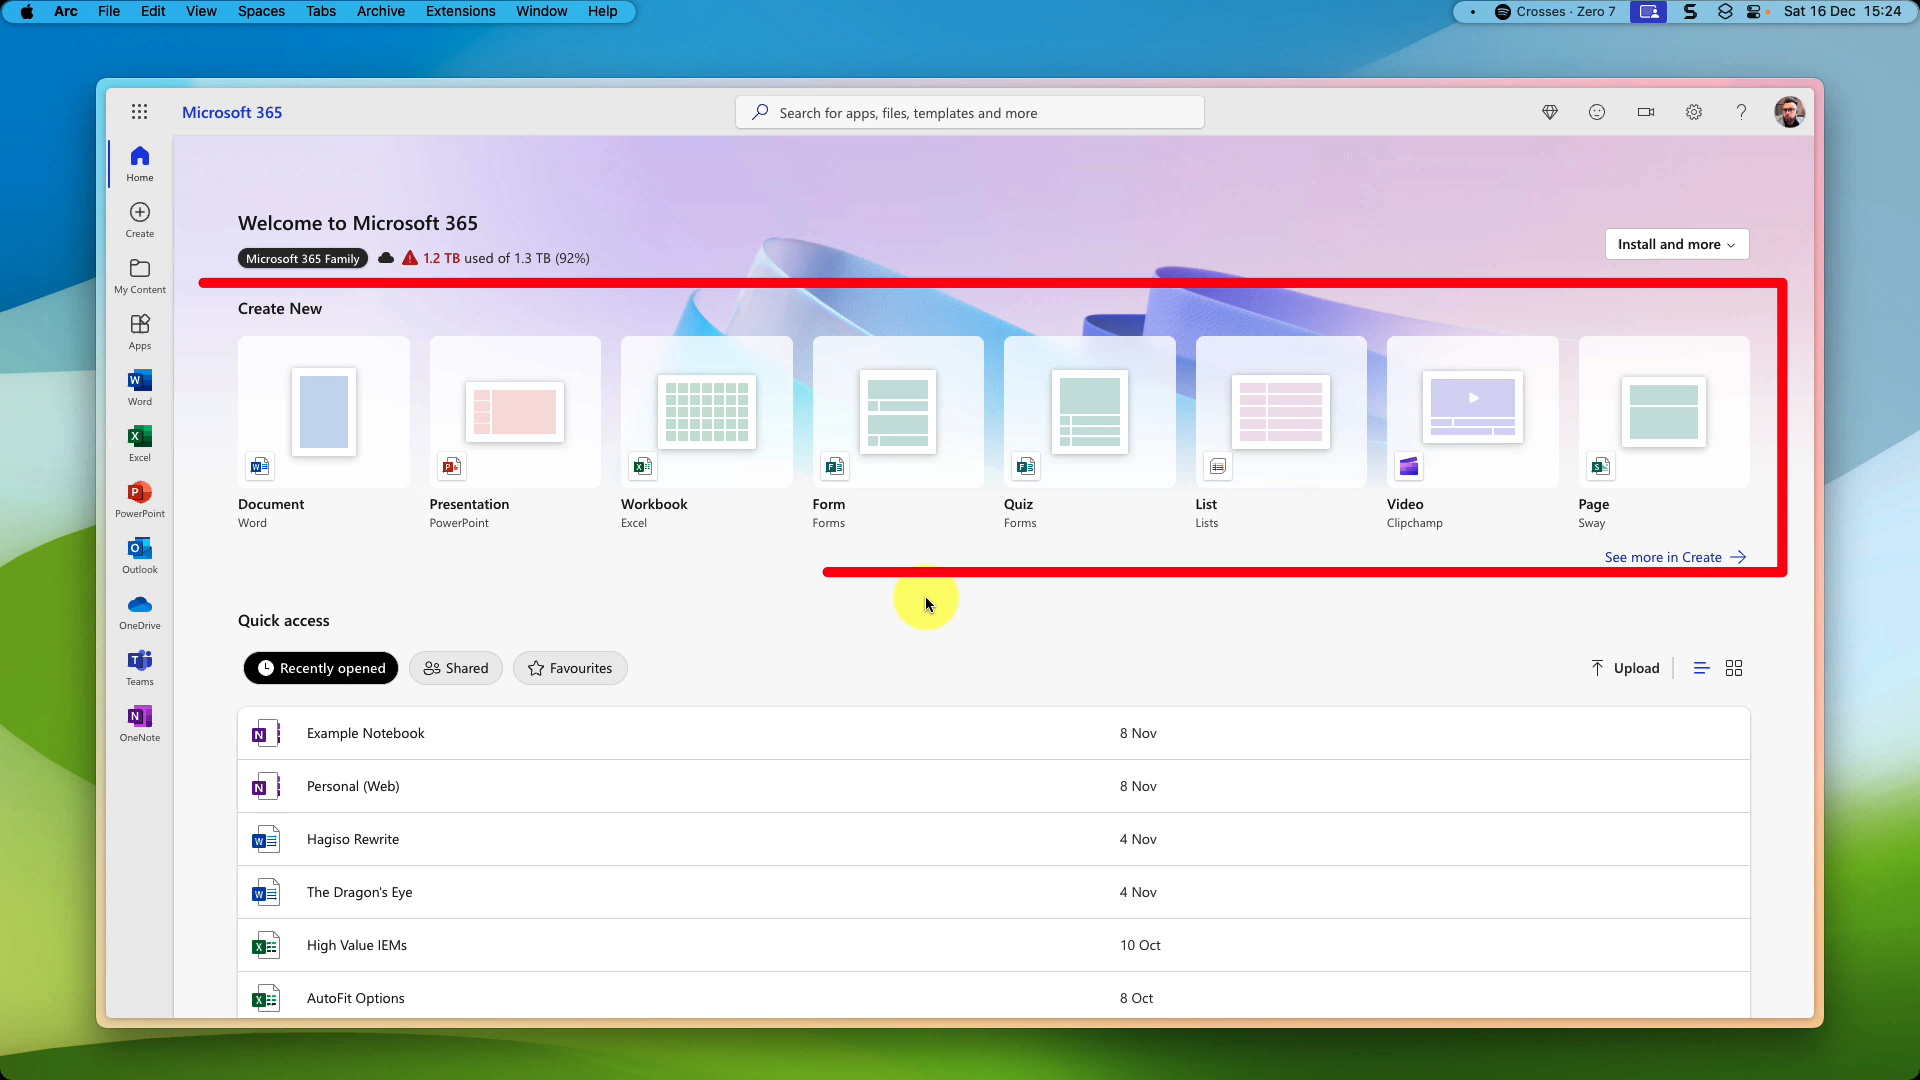 Arc File Edit View Spaces Tabs Archive Extensions Window Help
Crosses · Zero 7 Sat 16 Dec 15:24
Microsoft 365
Search for apps, files, templates and more
Home
Create
My Content
Apps
Word
Excel
PowerPoint
Outlook
OneDrive
Teams
OneNote
Welcome to Microsoft 365
Microsoft 365 Family 1.2 TB used of 1.3 TB (92%)
Install and more
Create New
Document
Word
Presentation
PowerPoint
Workbook
Excel
Form
Forms
Quiz
Forms
List
Lists
Video
Clipchamp
Page
Sway
See more in Create
Quick access
Recently opened Shared Favourites
Upload
Example Notebook 8 Nov
Personal (Web) 8 Nov
Hagiso Rewrite 4 Nov
The Dragon's Eye 4 Nov
High Value IEMs 10 Oct
AutoFit Options 8 Oct